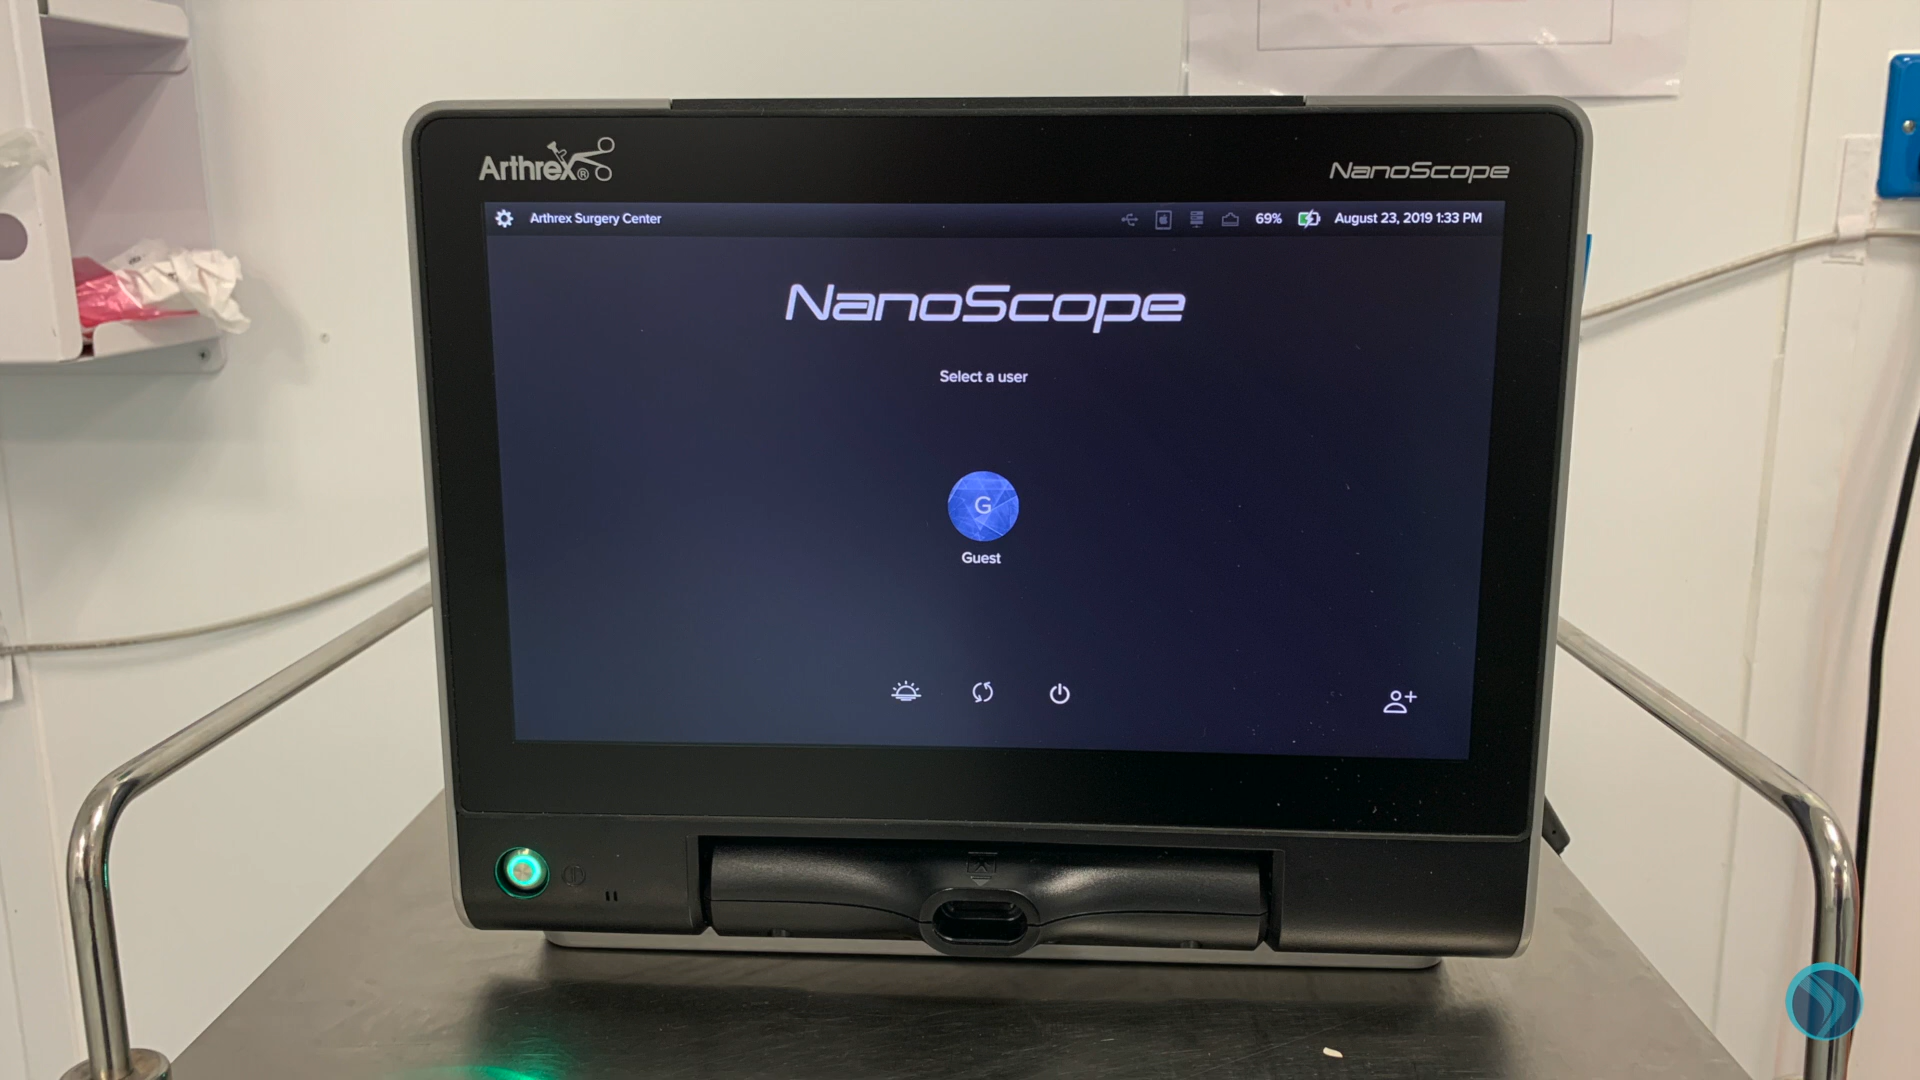 Arthrex®
NanoScope
Arthrex Surgery Center
69%
August 23, 2019 1:33 PM
NanoScope
Select a user
G
Guest